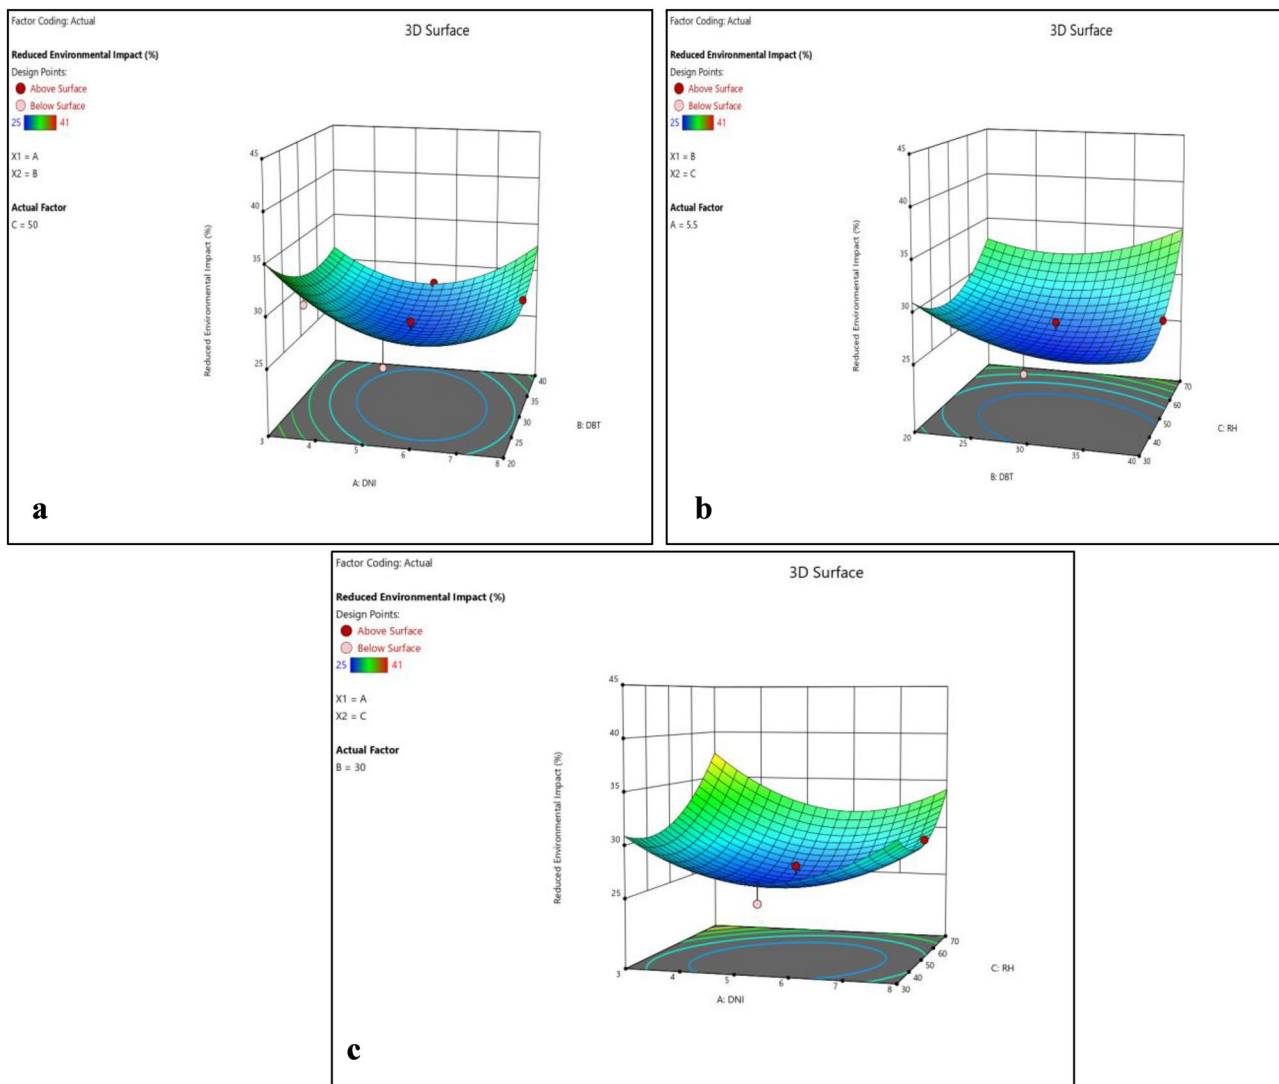 Factor Coding: Actual
3D Surface
Reduced Environmental Impact (%)
Design Points:
Above Surface
Below Surface
25 41
X1 = A
X2 = B
Actual Factor
C = 50
45
40
35
30
25
Reduced Environmental Impact (%)
3 4 5 6 7 8
A: DNI
20 25 30 35 40
B: DBT
a
Factor Coding: Actual
3D Surface
Reduced Environmental Impact (%)
Design Points:
Above Surface
Below Surface
25 41
X1 = B
X2 = C
Actual Factor
A = 5.5
45
40
35
30
25
Reduced Environmental Impact (%)
20 25 30 35 40
B: DBT
30 40 50 60 70
C: RH
b
Factor Coding: Actual
3D Surface
Reduced Environmental Impact (%)
Design Points:
Above Surface
Below Surface
25 41
X1 = A
X2 = C
Actual Factor
B = 30
45
40
35
30
25
Reduced Environmental Impact (%)
3 4 5 6 7 8
A: DNI
30 40 50 60 70
C: RH
c